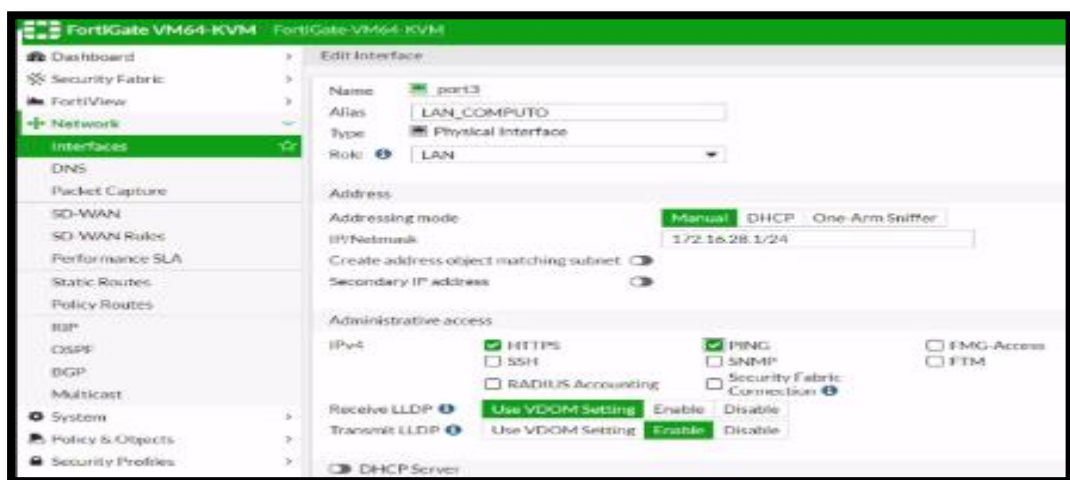 FortiGate VM64-KVM FortiGate-VM64-KVM
Dashboard
Security Fabric
FortiView
Network
Interfaces
DNS
Packet Capture
SD-WAN
SD-WAN Rules
Performance SLA
Static Routes
Policy Routes
RIP
OSPF
BGP
Multicast
System
Policy & Objects
Security Profiles
Edit Interface
Name port3
Alias LAN_COMPUTO
Type Physical Interface
Role LAN
Address
Addressing mode Manual DHCP One-Arm Sniffer
IP/Netmask 172.16.28.1/24
Create address object matching subnet
Secondary IP address
Administrative access
IPv4 HTTPS PING FMG-Access
SSH SNMP FTM
RADIUS Accounting Security Fabric Connection
Receive LLDP Use VDOM Setting Enable Disable
Transmit LLDP Use VDOM Setting Enable Disable
DHCP Server